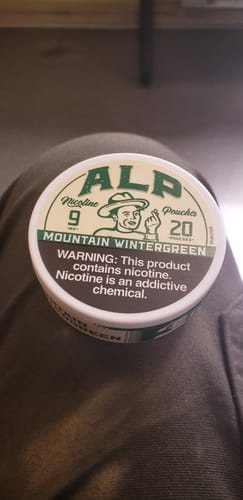 ALP
Nicotine Pouches
9 20
MG POUCHES
MOUNTAIN WINTERGREEN
WARNING: This product
contains nicotine.
Nicotine is an addictive
chemical.